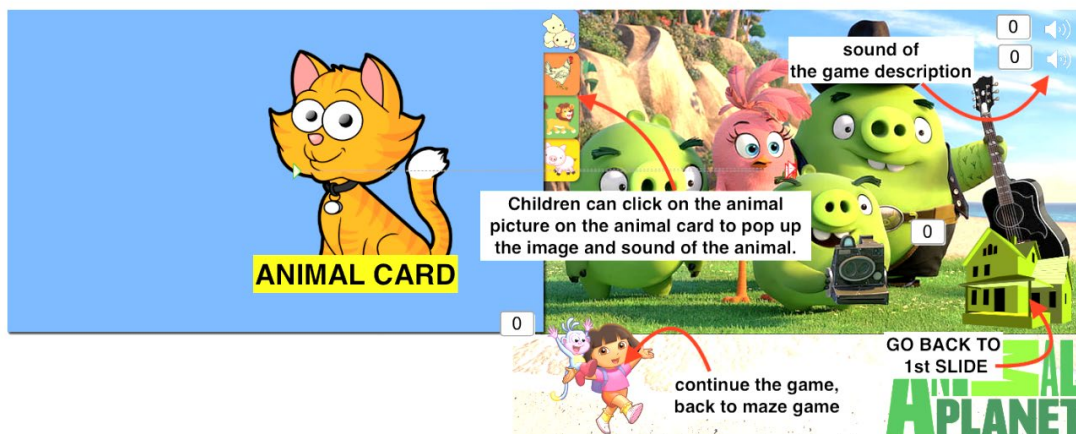 0
sound of
the game description
0
Children can click on the animal
picture on the animal card to pop up
the image and sound of the animal.
0
ANIMAL CARD
0
GO BACK TO
1st SLIDE
continue the game,
back to maze game
ANIMAL
PLANET